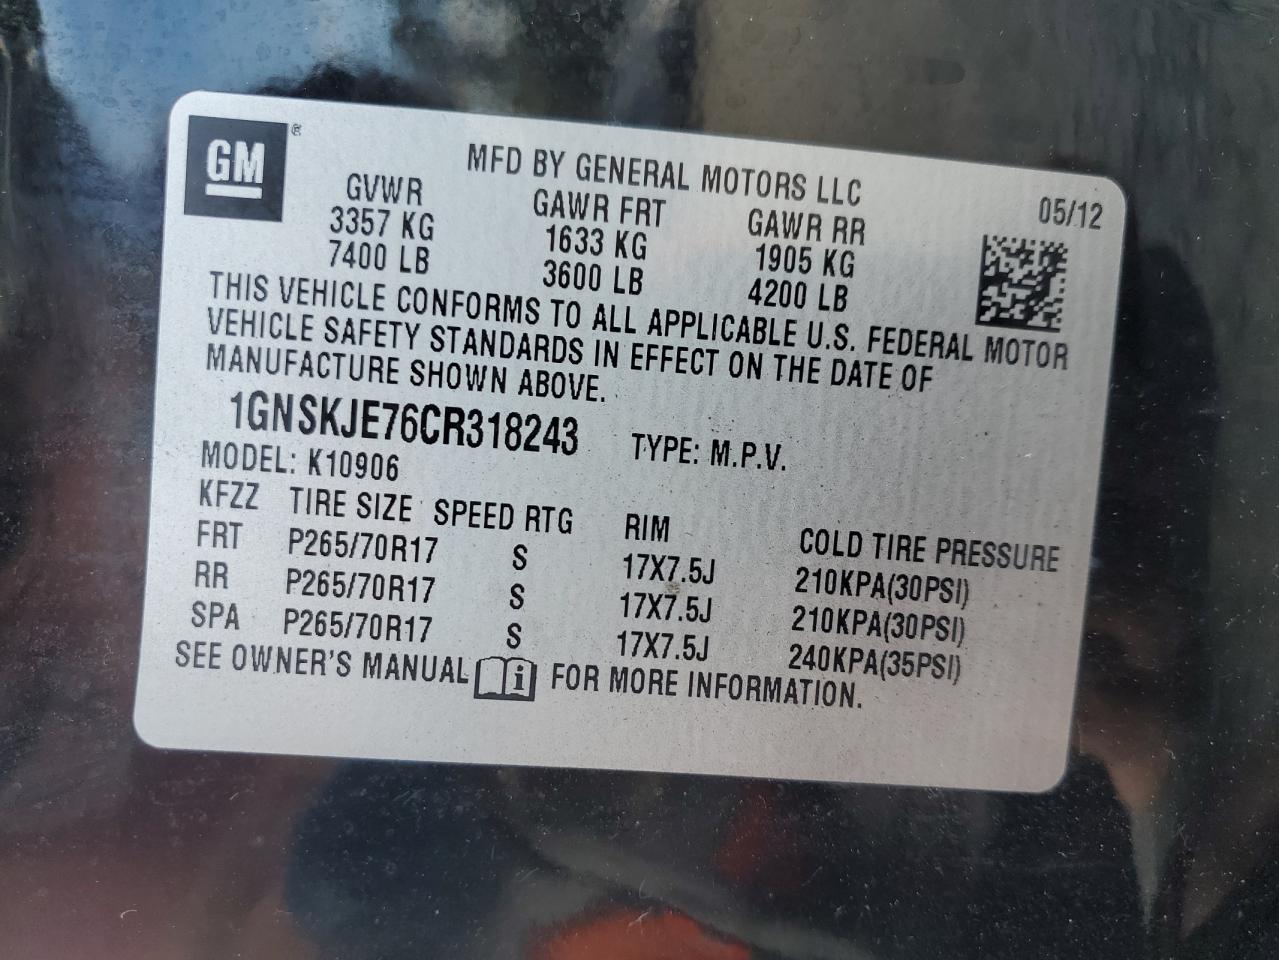 GM ®
MFD BY GENERAL MOTORS LLC
05/12
GVWR GAWR FRT GAWR RR
3357 KG 1633 KG 1905 KG
7400 LB 3600 LB 4200 LB
THIS VEHICLE CONFORMS TO ALL APPLICABLE U.S. FEDERAL MOTOR
VEHICLE SAFETY STANDARDS IN EFFECT ON THE DATE OF
MANUFACTURE SHOWN ABOVE.
1GNSKJE76CR318243 TYPE: M.P.V.
MODEL: K10906
KFZZ TIRE SIZE SPEED RTG RIM COLD TIRE PRESSURE
FRT P265/70R17 S 17X7.5J 210KPA(30PSI)
RR P265/70R17 S 17X7.5J 210KPA(30PSI)
SPA P265/70R17 S 17X7.5J 240KPA(35PSI)
SEE OWNER'S MANUAL i FOR MORE INFORMATION.